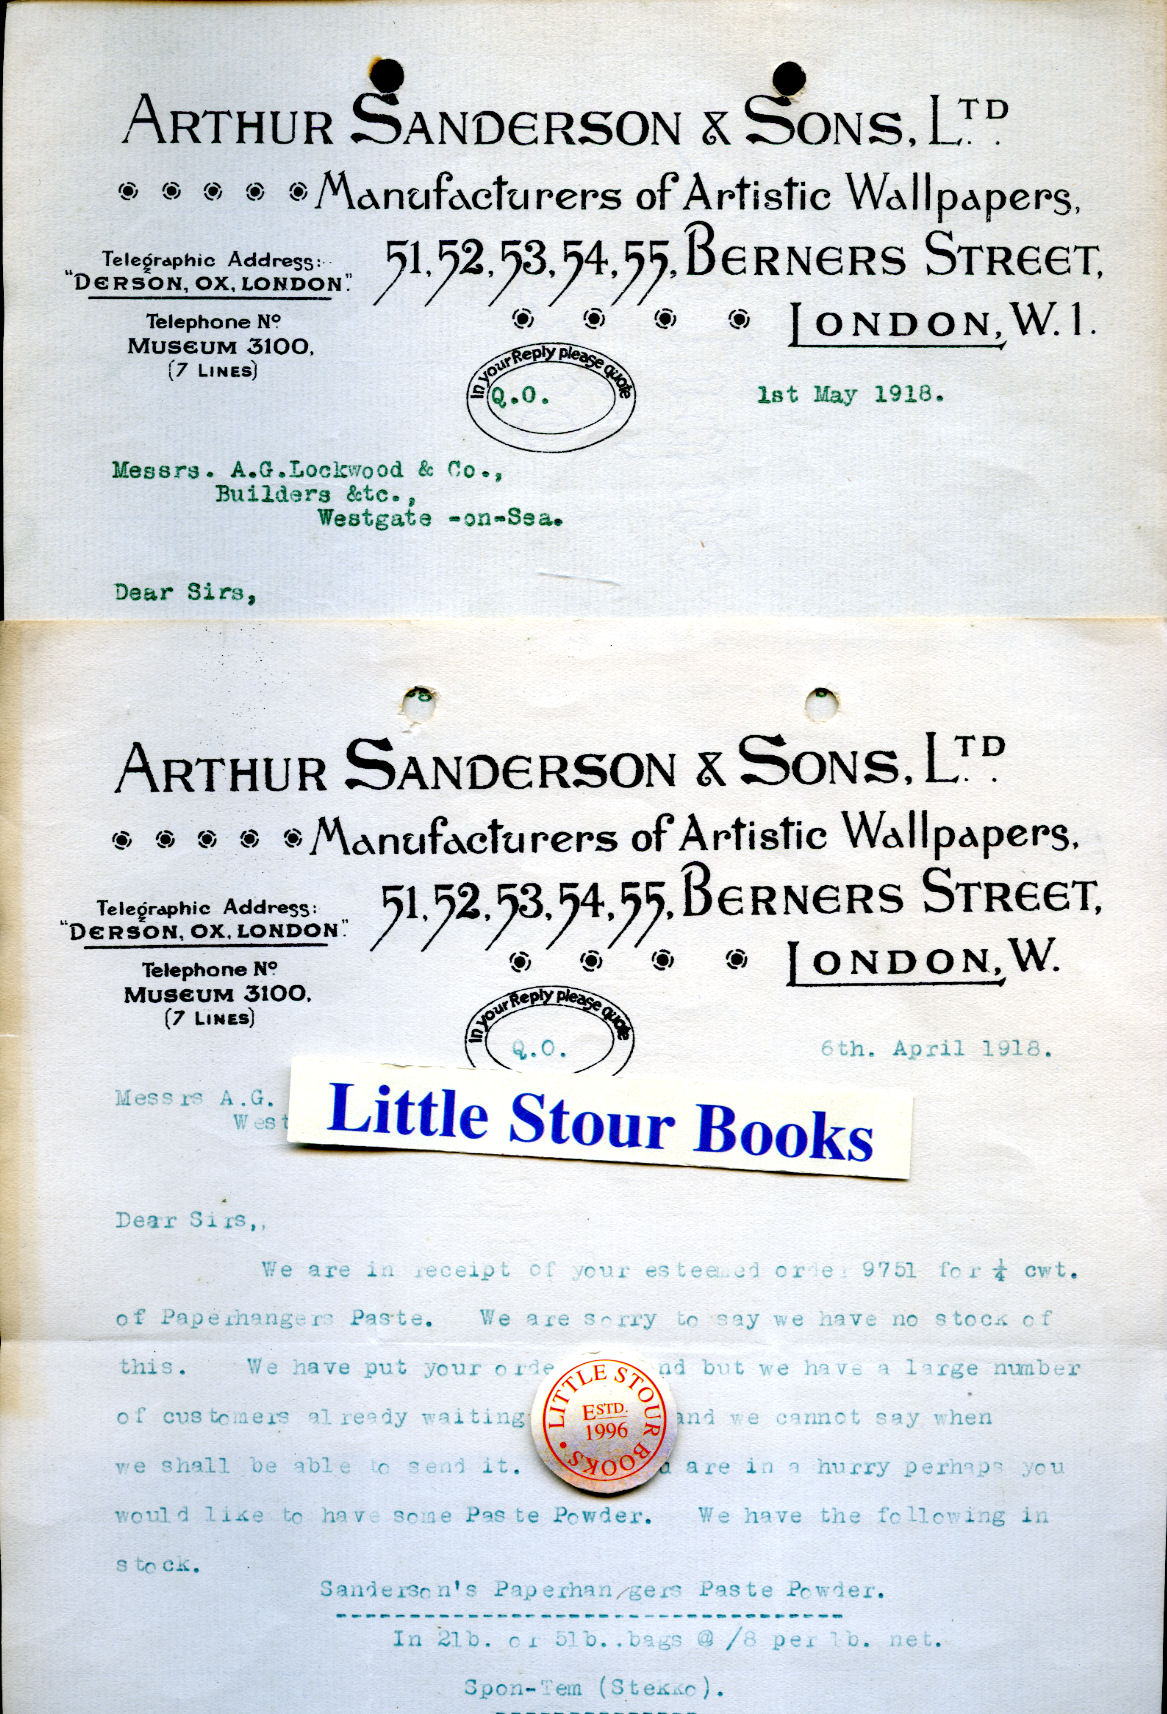 ARTHUR SANDERSON & SONS, LTD.
Manufacturers of Artistic Wallpapers,
Telegraphic Address:
"DERSON, OX, LONDON".
51, 52, 53, 54, 55, BERNERS STREET,
LONDON, W.1.
Telephone No
MUSEUM 3100.
(7 LINES)
In your Reply please quote
Q.O.
1st May 1918.
Messrs. A.G.Lockwood & Co.,
Builders &tc.,
Westgate -on-Sea.
Dear Sirs,
ARTHUR SANDERSON & SONS, LTD.
Manufacturers of Artistic Wallpapers,
Telegraphic Address:
"DERSON, OX, LONDON".
51, 52, 53, 54, 55, BERNERS STREET,
LONDON, W.
Telephone No
MUSEUM 3100.
(7 LINES)
In your Reply please quote
Q.O.
6th. April 1918.
Messrs A.G.
West
Little Stour Books
Dear Sirs,,
We are in receipt of your esteemed order 9751 for ¼ cwt.
of Paperhangers Paste. We are sorry to say we have no stock of
this. We have put your orde nd but we have a large number
of customers already waiting and we cannot say when
we shall be able to send it. are in a hurry perhaps you
would like to have some Paste Powder. We have the following in
stock.
LITTLE STOUR BOOKS
ESTD.
1996
Sanderson's Paperhan/gers Paste Powder.
In 2lb. or 5lb..bags @ /8 per lb. net.
Spon-Tem (Stekko).